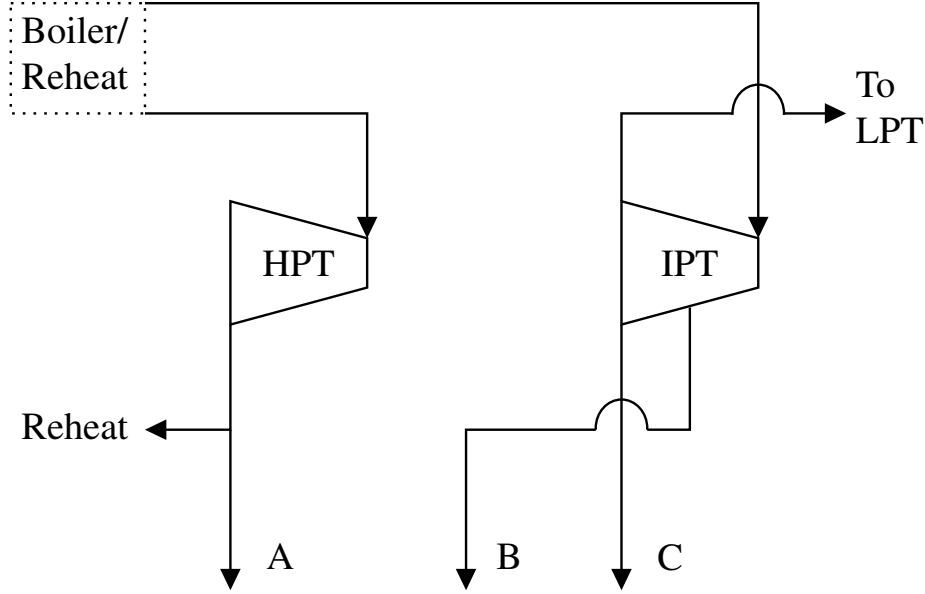 Boiler/
Reheat
To
LPT
HPT
IPT
Reheat
A
B
C